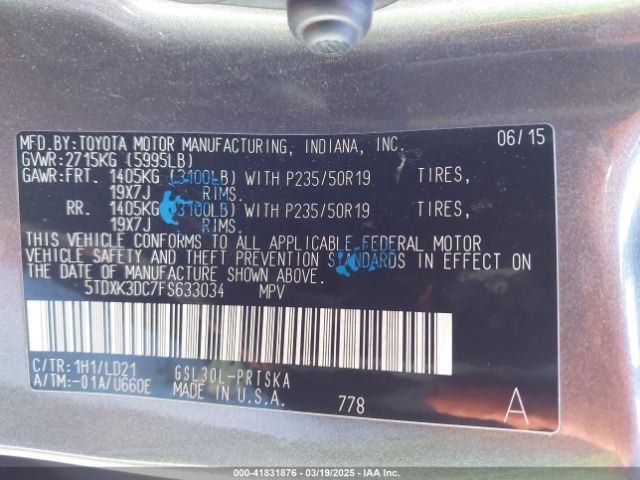 MFD.BY:TOYOTA MOTOR MANUFACTURING, INDIANA, INC. 06/15
GVWR:2715KG (5995LB)
GAWR:FRT. 1405KG (3100LB) WITH P235/50R19 TIRES,
19X7J RIMS.
RR. 1405KG (3100LB) WITH P235/50R19 TIRES,
19X7J RIMS.
THIS VEHICLE CONFORMS TO ALL APPLICABLE FEDERAL MOTOR
VEHICLE SAFETY AND THEFT PREVENTION STANDARDS IN EFFECT ON
THE DATE OF MANUFACTURE SHOWN ABOVE.
5TDXK3DC7FS633034 MPV
C/TR:1H1/LD21 GSL30L-PRTSKA
A/TM:-01A/U660E MADE IN U.S.A. 778 A
000-41831876 - 03/19/2025 - IAA Inc.